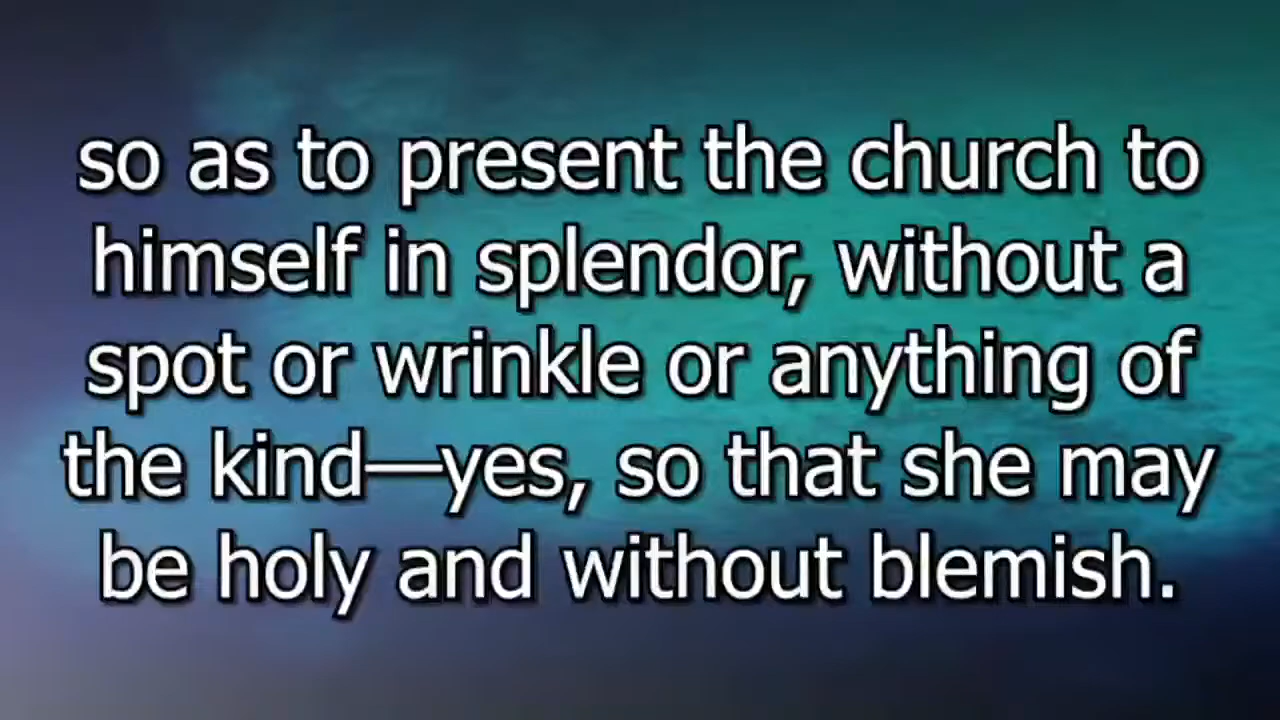 so as to present the church to
himself in splendor, without a
spot or wrinkle or anything of
the kind—yes, so that she may
be holy and without blemish.